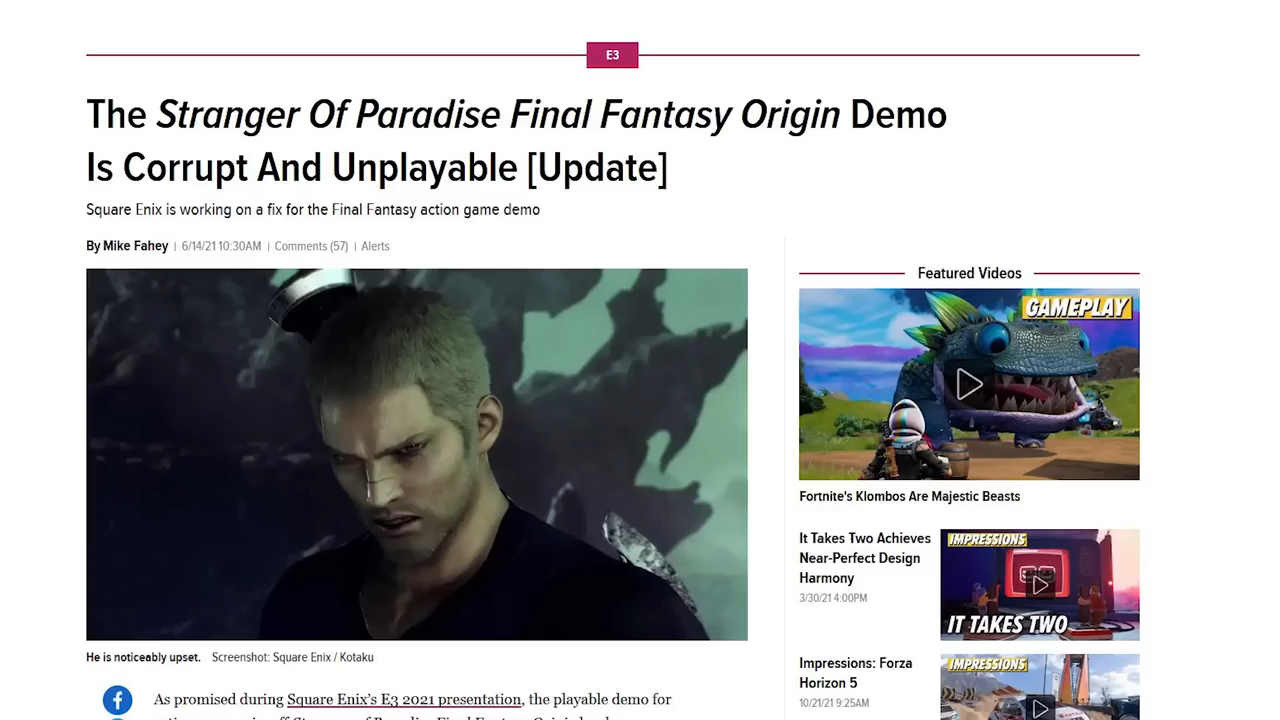 E3
The Stranger Of Paradise Final Fantasy Origin Demo
Is Corrupt And Unplayable [Update]
Square Enix is working on a fix for the Final Fantasy action game demo
By Mike Fahey | 6/14/21 10:30AM | Comments (57) | Alerts
He is noticeably upset. Screenshot: Square Enix / Kotaku
As promised during Square Enix's E3 2021 presentation, the playable demo for
Featured Videos
GAMEPLAY
Fortnite's Klombos Are Majestic Beasts
It Takes Two Achieves
Near-Perfect Design
Harmony
3/30/21 4:00PM
IMPRESSIONS
IT TAKES TWO
Impressions: Forza
Horizon 5
10/21/21 9:25AM
IMPRESSIONS